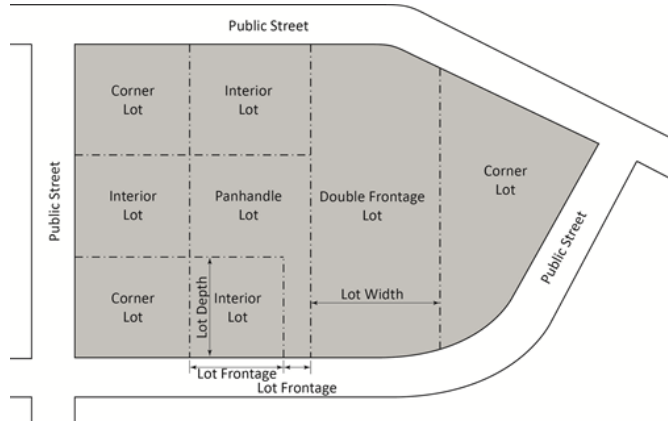 Public Street
Corner
Lot
Interior
Lot
Corner
Lot
Public Street
Interior
Lot
Panhandle
Lot
Double Frontage
Lot
Public Street
Lot Width
Corner
Lot
Lot Depth
Interior
Lot
Lot Frontage
Lot Frontage